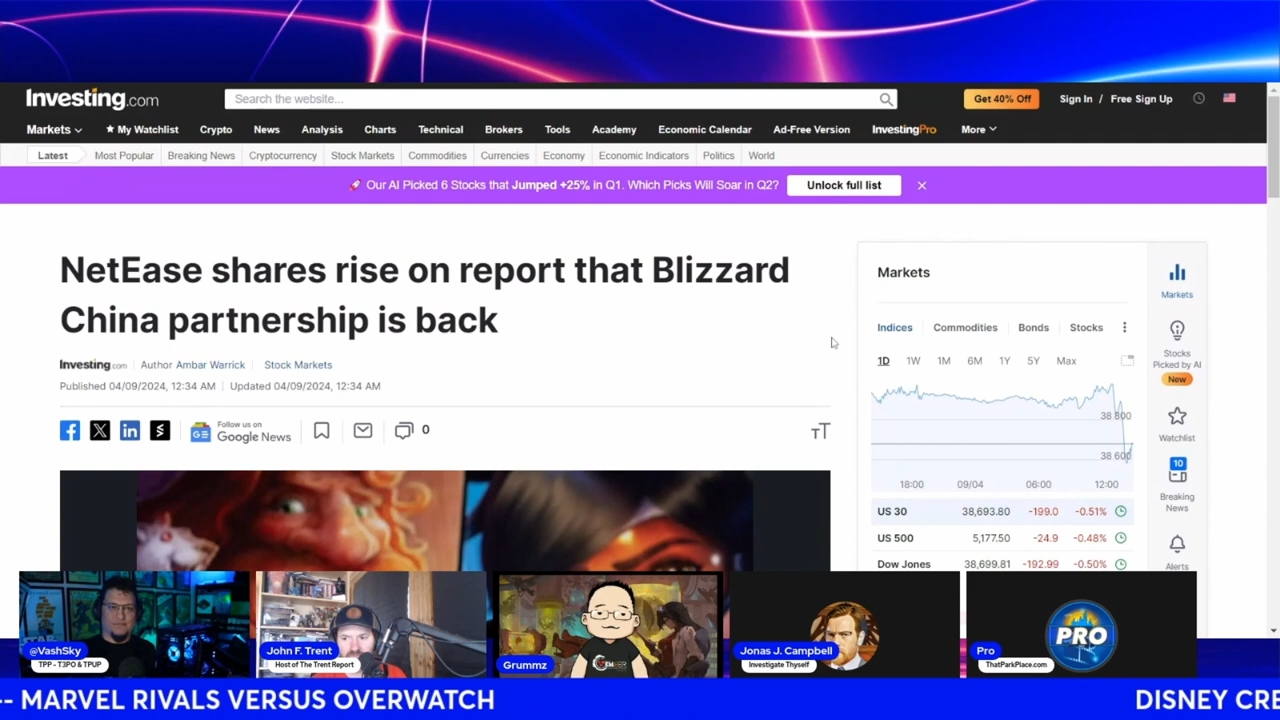 Investing.com
Search the website...
Get 40% Off
Sign In / Free Sign Up
Markets
My Watchlist
Crypto
News
Analysis
Charts
Technical
Brokers
Tools
Academy
Economic Calendar
Ad-Free Version
InvestingPro
More
Latest
Most Popular
Breaking News
Cryptocurrency
Stock Markets
Commodities
Currencies
Economy
Economic Indicators
Politics
World
🚀 Our AI Picked 6 Stocks that Jumped +25% in Q1. Which Picks Will Soar in Q2?
Unlock full list
NetEase shares rise on report that Blizzard
China partnership is back
Investing.com Author Ambar Warrick Stock Markets
Published 04/09/2024, 12:34 AM Updated 04/09/2024, 12:34 AM
Follow us on
Google News
0
TT
Markets
Indices Commodities Bonds Stocks
1D 1W 1M 6M 1Y 5Y Max
38 800
38 600
18:00 09/04 06:00 12:00
US 30 38,693.80 -199.0 -0.51%
US 500 5,177.50 -24.9 -0.48%
Dow Jones 38,699.81 -192.99 -0.50%
Markets
Stocks
Picked by AI
New
Watchlist
10
Breaking
News
Alerts
@VashSky
TPP - T3PO & TPUP
John F. Trent
Host of The Trent Report
Grummz
Jonas J. Campbell
Investigate Thyself
PRO
Pro
ThatParkPlace.com
-- MARVEL RIVALS VERSUS OVERWATCH
DISNEY CRE